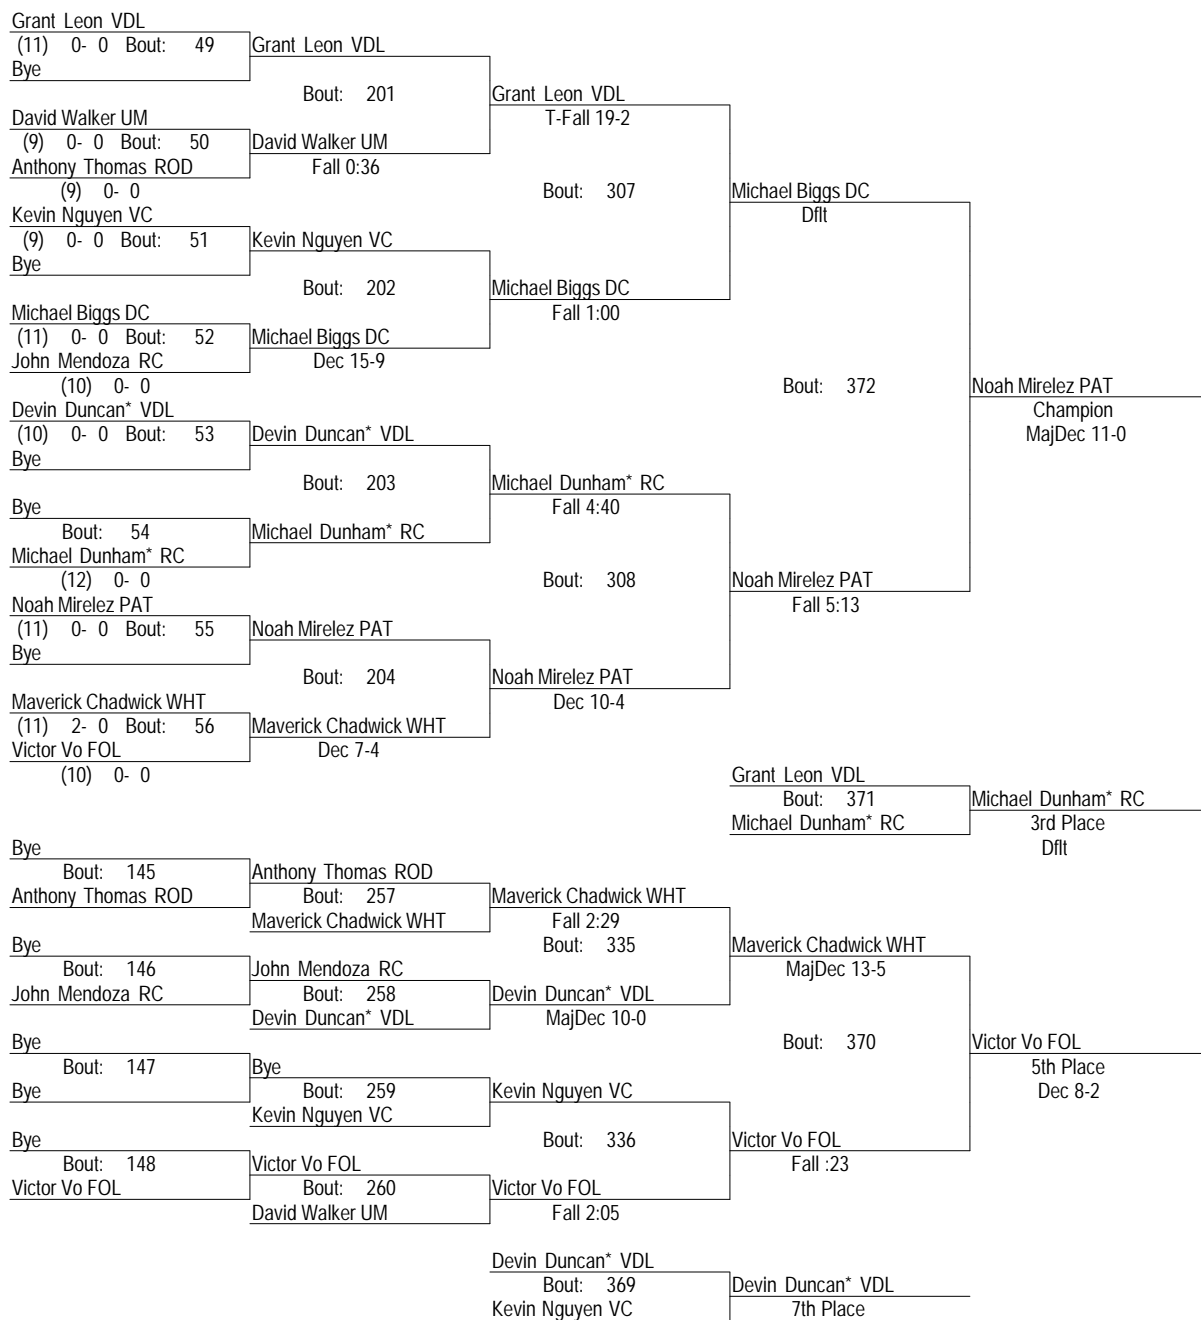 Grant Leon VDL
(11) 0- 0 Bout: 49 Grant Leon VDL
Bye
Bout: 201 Grant Leon VDL
David Walker UM T-Fall 19-2
(9) 0- 0 Bout: 50 David Walker UM
Anthony Thomas ROD Fall 0:36
(9) 0- 0 Bout: 307 Michael Biggs DC
Kevin Nguyen VC Dflt
(9) 0- 0 Bout: 51 Kevin Nguyen VC
Bye
Bout: 202 Michael Biggs DC
Michael Biggs DC Fall 1:00
(11) 0- 0 Bout: 52 Michael Biggs DC
John Mendoza RC Dec 15-9
(10) 0- 0 Bout: 372 Noah Mirelez PAT
Devin Duncan* VDL Champion
(10) 0- 0 Bout: 53 Devin Duncan* VDL MajDec 11-0
Bye
Bout: 203 Michael Dunham* RC
Bye Fall 4:40
Bout: 54 Michael Dunham* RC
Michael Dunham* RC
(12) 0- 0 Bout: 308 Noah Mirelez PAT
Noah Mirelez PAT Fall 5:13
(11) 0- 0 Bout: 55 Noah Mirelez PAT
Bye
Bout: 204 Noah Mirelez PAT
Maverick Chadwick WHT Dec 10-4
(11) 2- 0 Bout: 56 Maverick Chadwick WHT
Victor Vo FOL Dec 7-4
(10) 0- 0 Grant Leon VDL
Bout: 371 Michael Dunham* RC
Michael Dunham* RC 3rd Place
Bye Dflt
Bout: 145 Anthony Thomas ROD
Anthony Thomas ROD Bout: 257 Maverick Chadwick WHT
Maverick Chadwick WHT Fall 2:29
Bye Bout: 335 Maverick Chadwick WHT
Bout: 146 John Mendoza RC MajDec 13-5
John Mendoza RC Bout: 258 Devin Duncan* VDL
Devin Duncan* VDL MajDec 10-0
Bye Bout: 370 Victor Vo FOL
Bout: 147 Bye 5th Place
Bye Bout: 259 Kevin Nguyen VC Dec 8-2
Kevin Nguyen VC
Bye Bout: 336 Victor Vo FOL
Bout: 148 Victor Vo FOL Fall :23
Victor Vo FOL Bout: 260 Victor Vo FOL
David Walker UM Fall 2:05
Devin Duncan* VDL
Bout: 369 Devin Duncan* VDL
Kevin Nguyen VC 7th Place